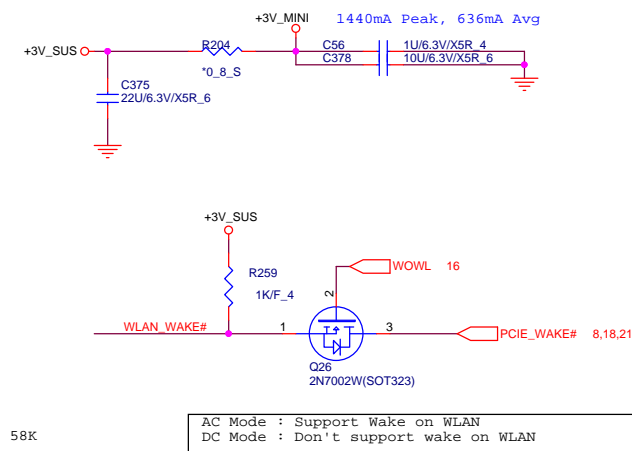 +3V_MINI
1440mA Peak, 636mA Avg
+3V_SUS
R204
C56
1U/6.3V/X5R_4
C378
10U/6.3V/X5R_6
*0_8_S
C375
22U/6.3V/X5R_6
+3V_SUS
WOWL 16
R259
2
1K/F_4
WLAN_WAKE#
1
3
PCIE_WAKE# 8,18,21
Q26
2N7002W(SOT323)
AC Mode : Support Wake on WLAN
58K
DC Mode : Don't support wake on WLAN